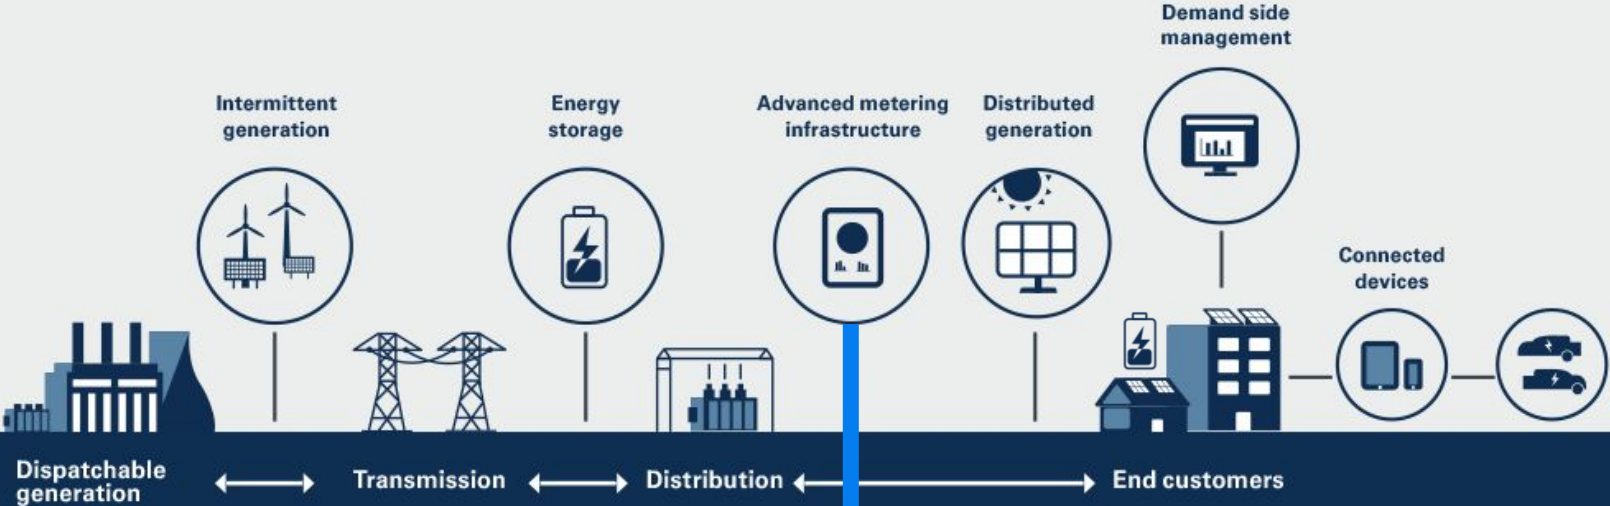 Demand side
management
Intermittent
generation
Energy
storage
Advanced metering
infrastructure
Distributed
generation
Connected
devices
Dispatchable
generation
Transmission
Distribution
End customers